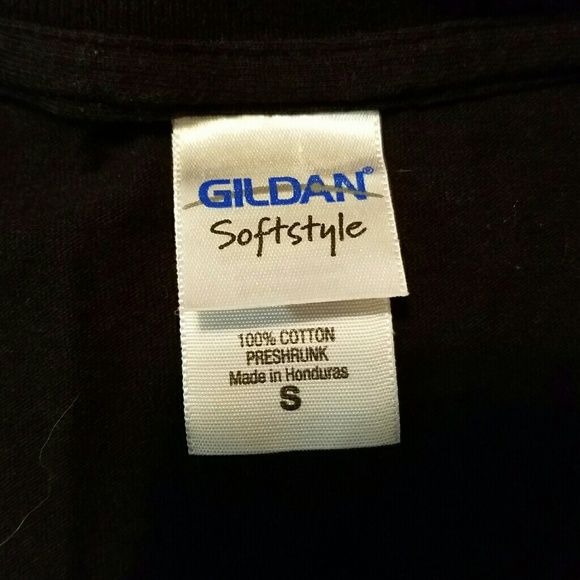 GILDAN®
Softstyle
100% COTTON
PRESHRUNK
Made in Honduras
S